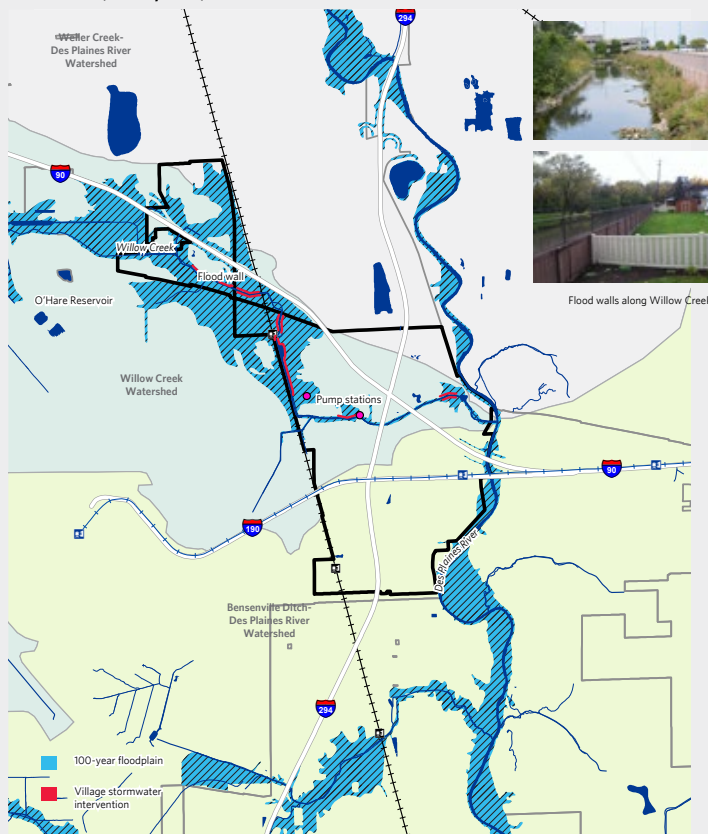 Weller Creek-
Des Plaines River
Watershed
294
90
Willow Creek
Flood wall
O'Hare Reservoir
Flood walls along Willow Creek
Willow Creek
Watershed
Pump stations
90
190
Des Plaines River
Bensenville Ditch-
Des Plaines River
Watershed
294
100-year floodplain
Village stormwater
intervention